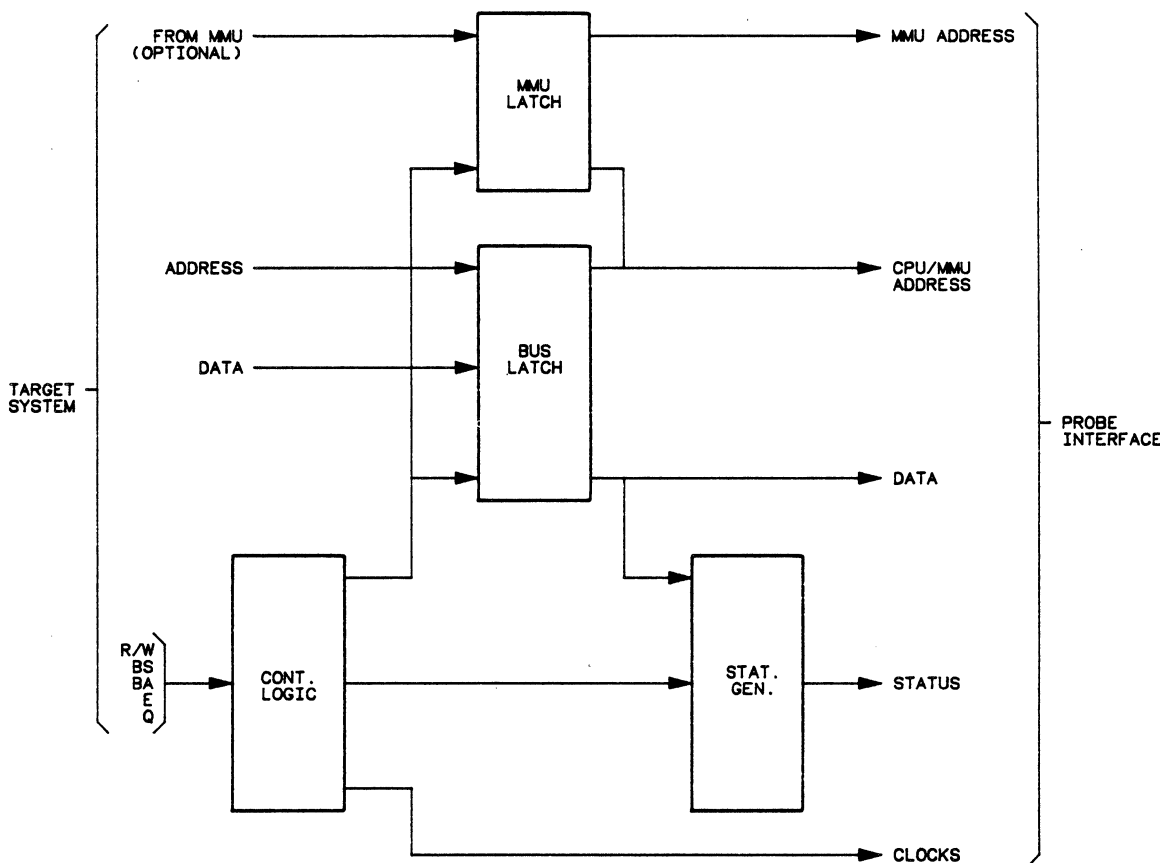 FROM MMU
(OPTIONAL)
MMU
LATCH
MMU ADDRESS
ADDRESS
CPU/MMU
ADDRESS
BUS
LATCH
DATA
TARGET
SYSTEM
PROBE
INTERFACE
DATA
R/W
BS
BA
E
Q
CONT.
LOGIC
STAT.
GEN.
STATUS
CLOCKS